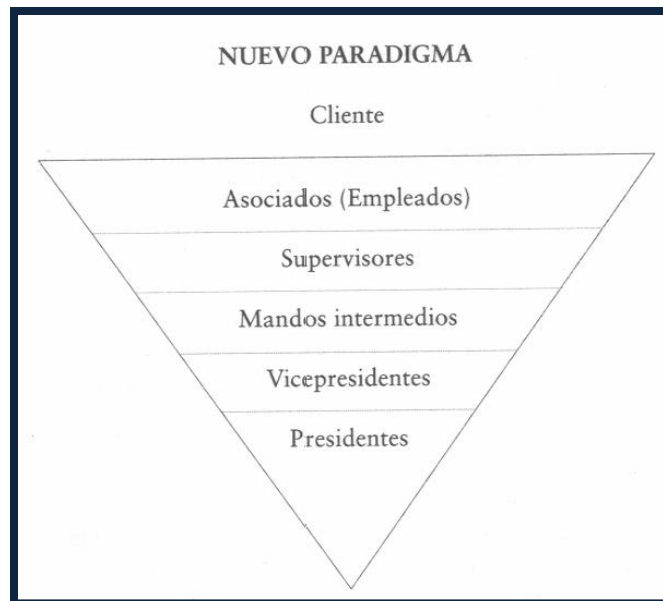 NUEVO PARADIGMA
Cliente
Asociados (Empleados)
Supervisores
Mandos intermedios
Vicepresidentes
Presidentes